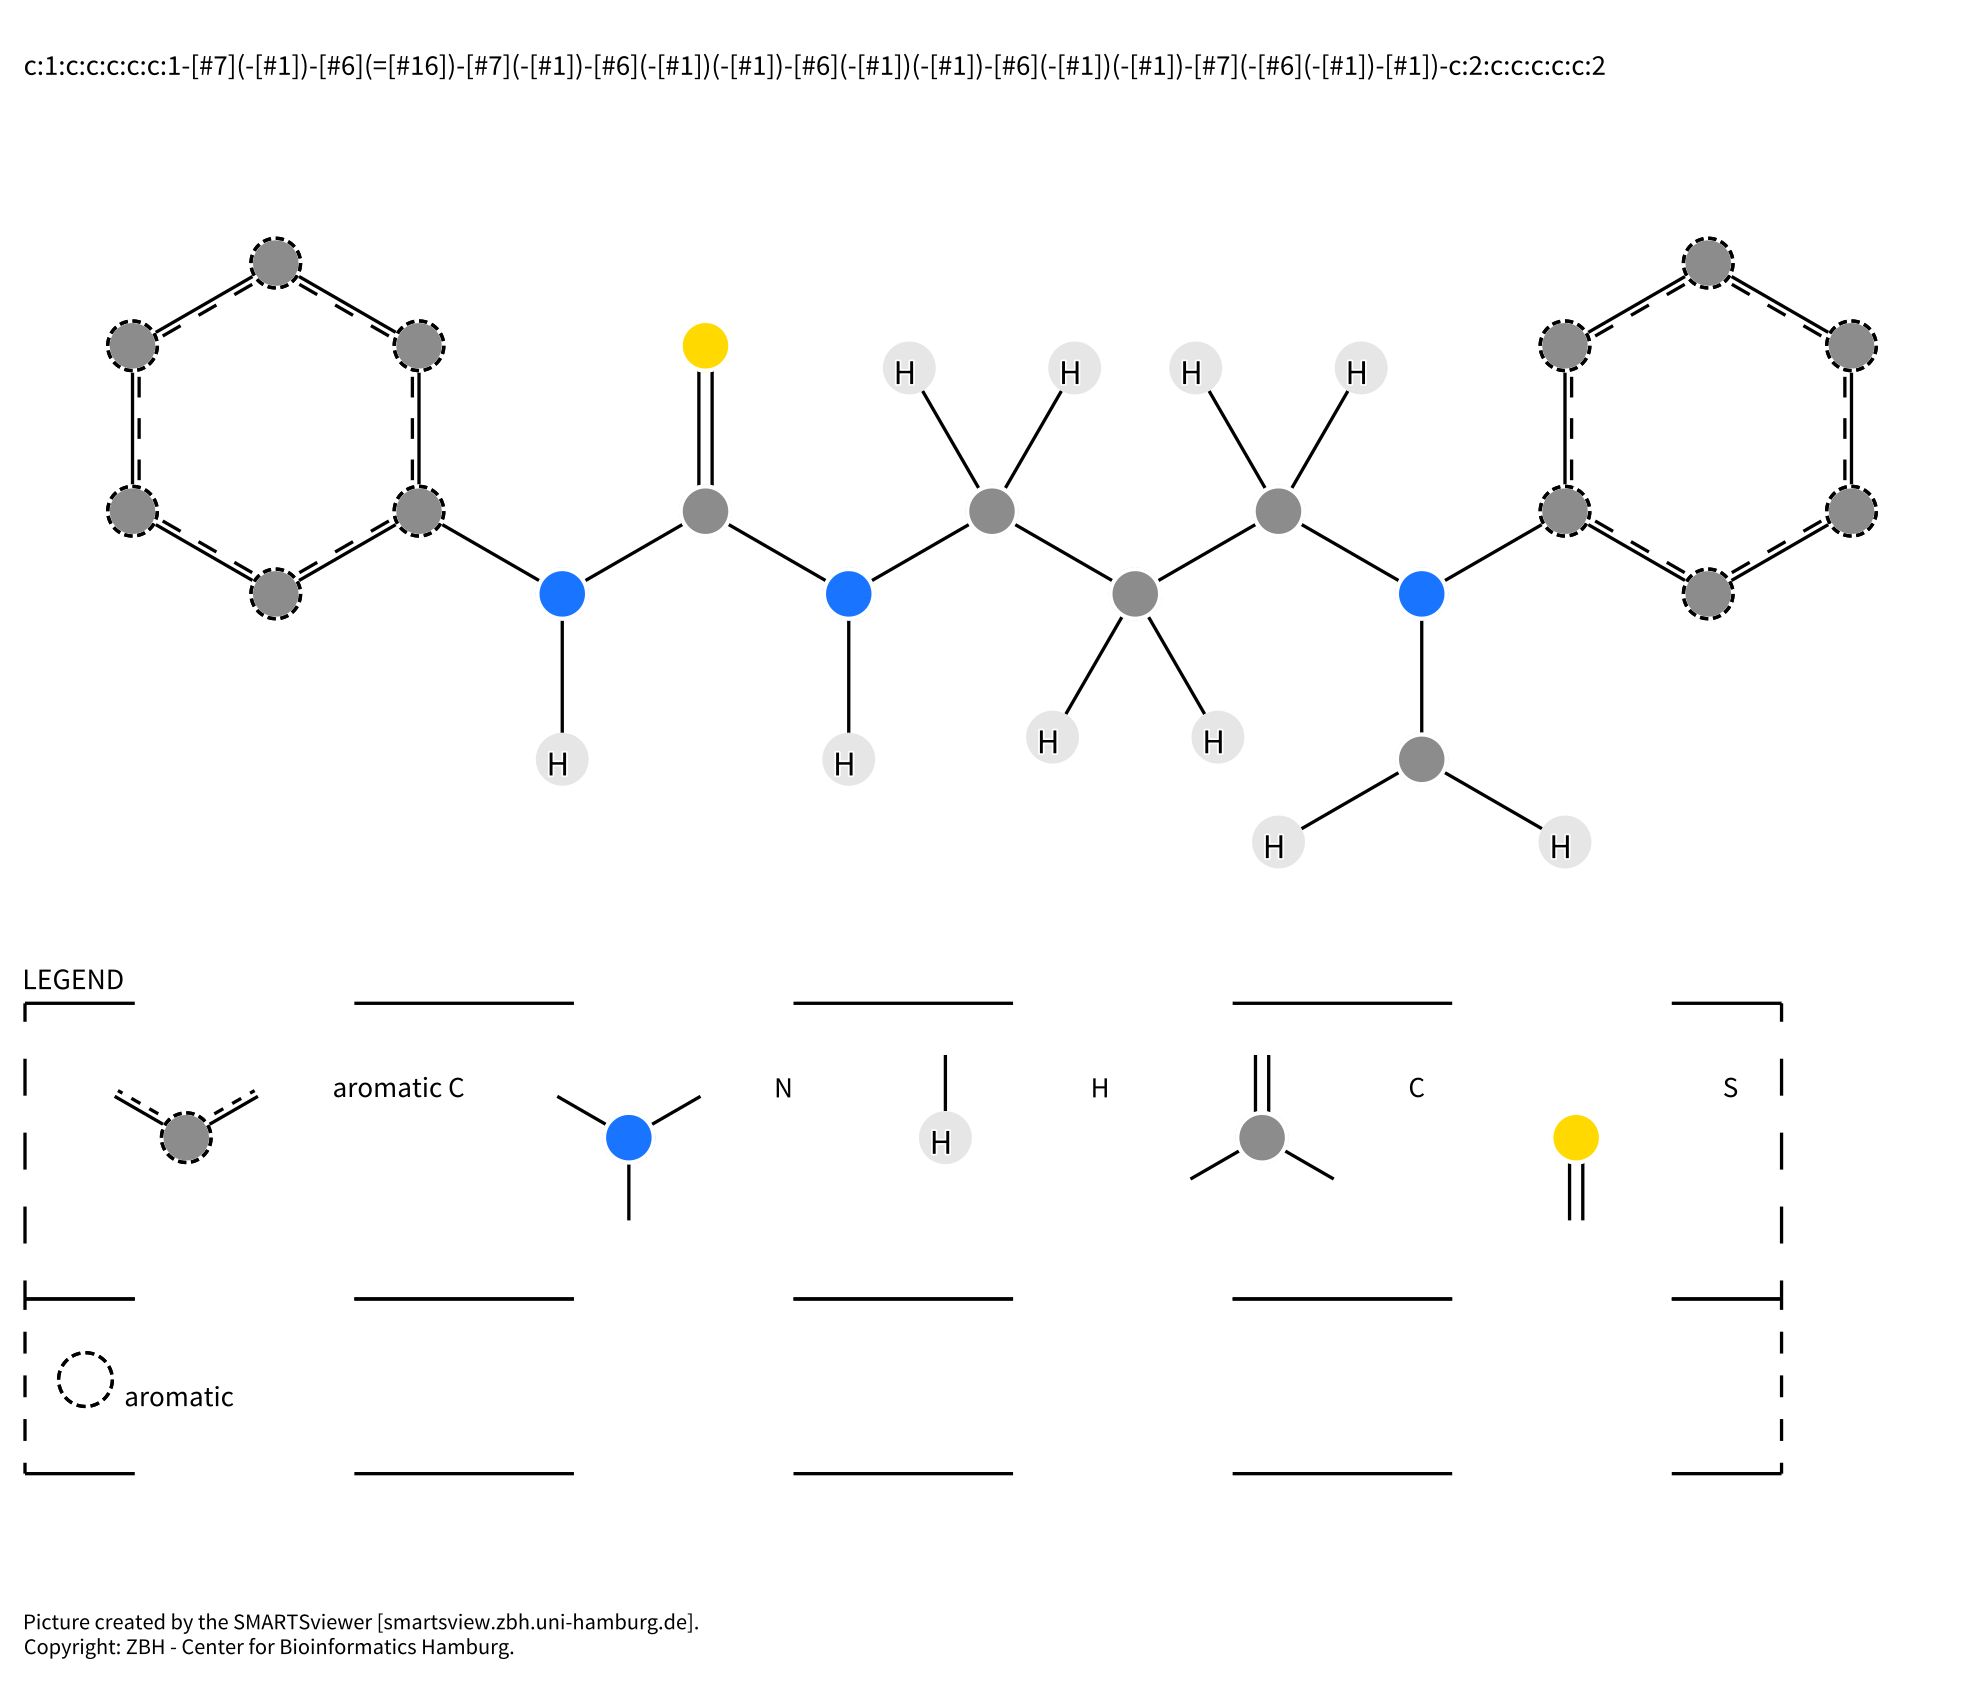 c:1:c:c:c:c:c:1-[#7](-[#1])-[#6](=[#16])-[#7](-[#1])-[#6](-[#1])(-[#1])-[#6](-[#1])(-[#1])-[#6](-[#1])(-[#1])-[#7](-[#6](-[#1])-[#1])-c:2:c:c:c:c:c:2
H H H H
H H
H H
H H
LEGEND
aromatic C N H C S
H
aromatic
Picture created by the SMARTSviewer [smartsview.zbh.uni-hamburg.de].
Copyright: ZBH - Center for Bioinformatics Hamburg.